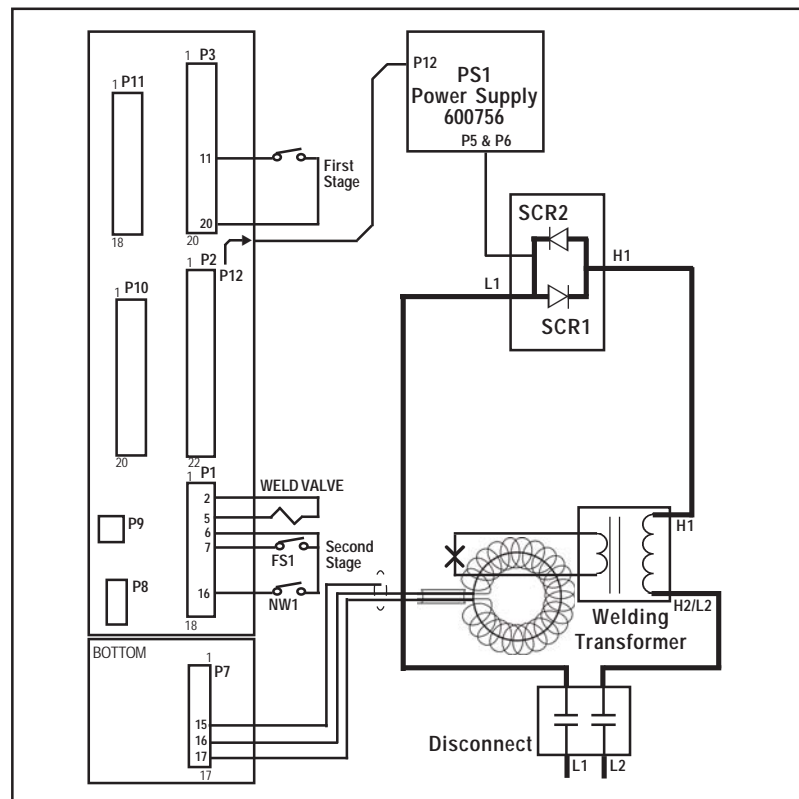 1 P3
1 P11
11
First
Stage
20
18
20
P12
PS1
Power Supply
600756
P5 & P6
SCR2
L1
H1
SCR1
1 P2
P12
1 P10
20
22
1 P1
2
WELD VALVE
5
6
7
FS1
Second
Stage
16
NW1
18
P9
P8
H1
H2/L2
Welding
Transformer
BOTTOM
1
P7
15
16
17
17
Disconnect
L1
L2